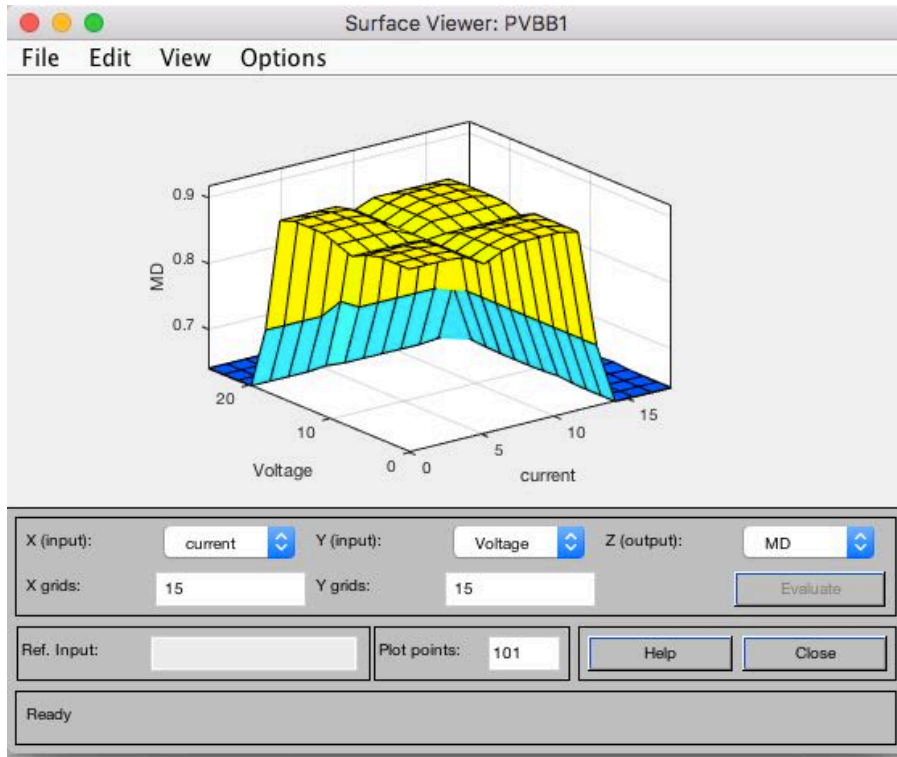 Surface Viewer: PVBB1
File Edit View Options
0.9
0.8
0.7
MD
20
10
0
Voltage
0
5
10
15
current
X (input): current Y (input): Voltage Z (output): MD
X grids: 15 Y grids: 15 Evaluate
Ref. Input: Plot points: 101 Help Close
Ready